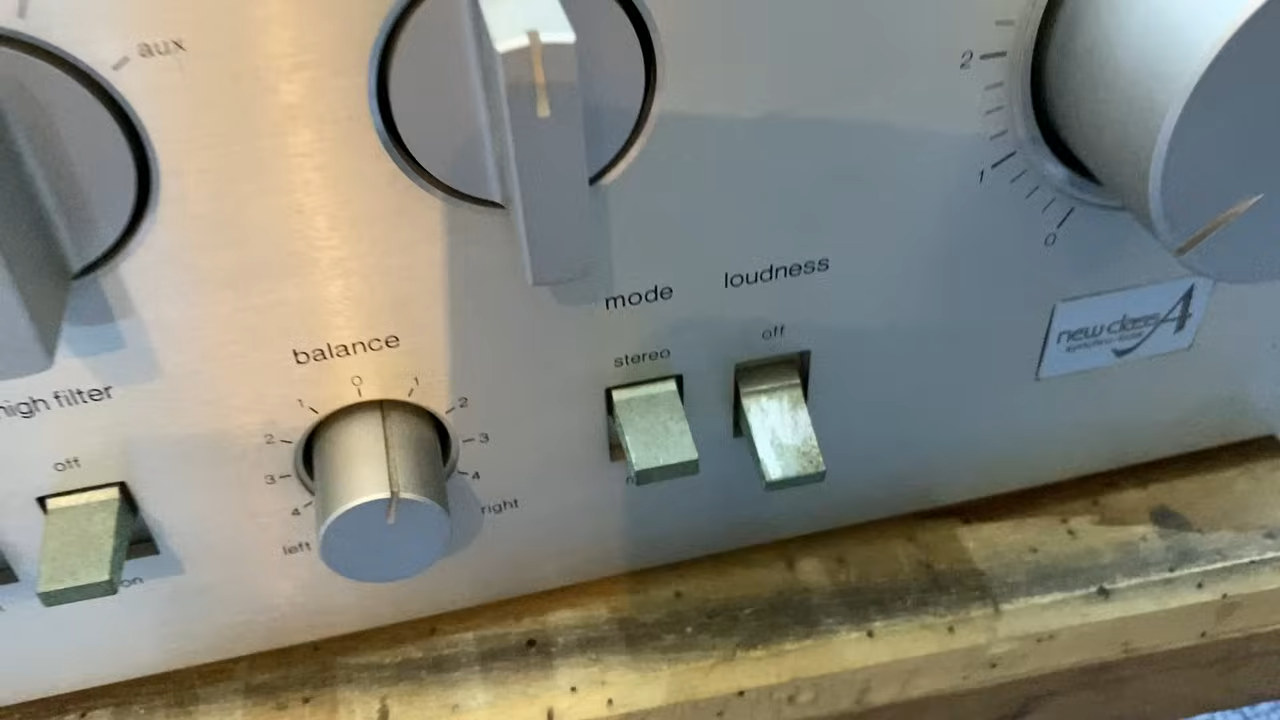 aux
2
1
0
mode
loudness
stereo
off
new class A
balance
0
1
1
2
2
3
3
4
4
left
right
high filter
off
on